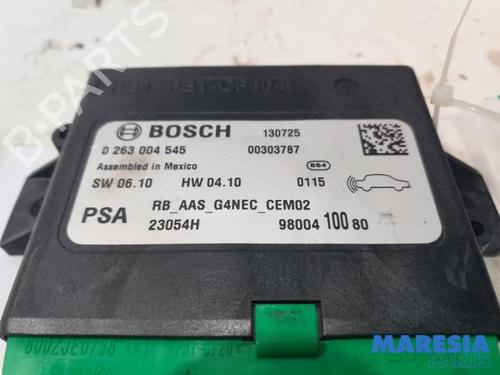 BOSCH 130725
0 263 004 545 00303787
Assembled in Mexico 864
SW 06.10 HW 04.10 0115
PSA RB_AAS_G4NEC_CEM02
23054H 98004 100 80
B-Parts
MARESIA
PARTS